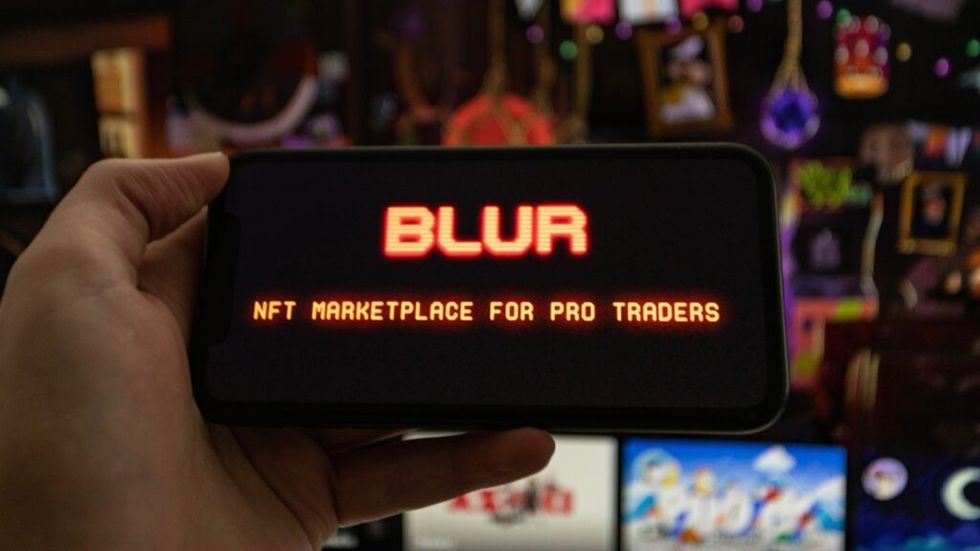 BLUR
NFT MARKETPLACE FOR PRO TRADERS